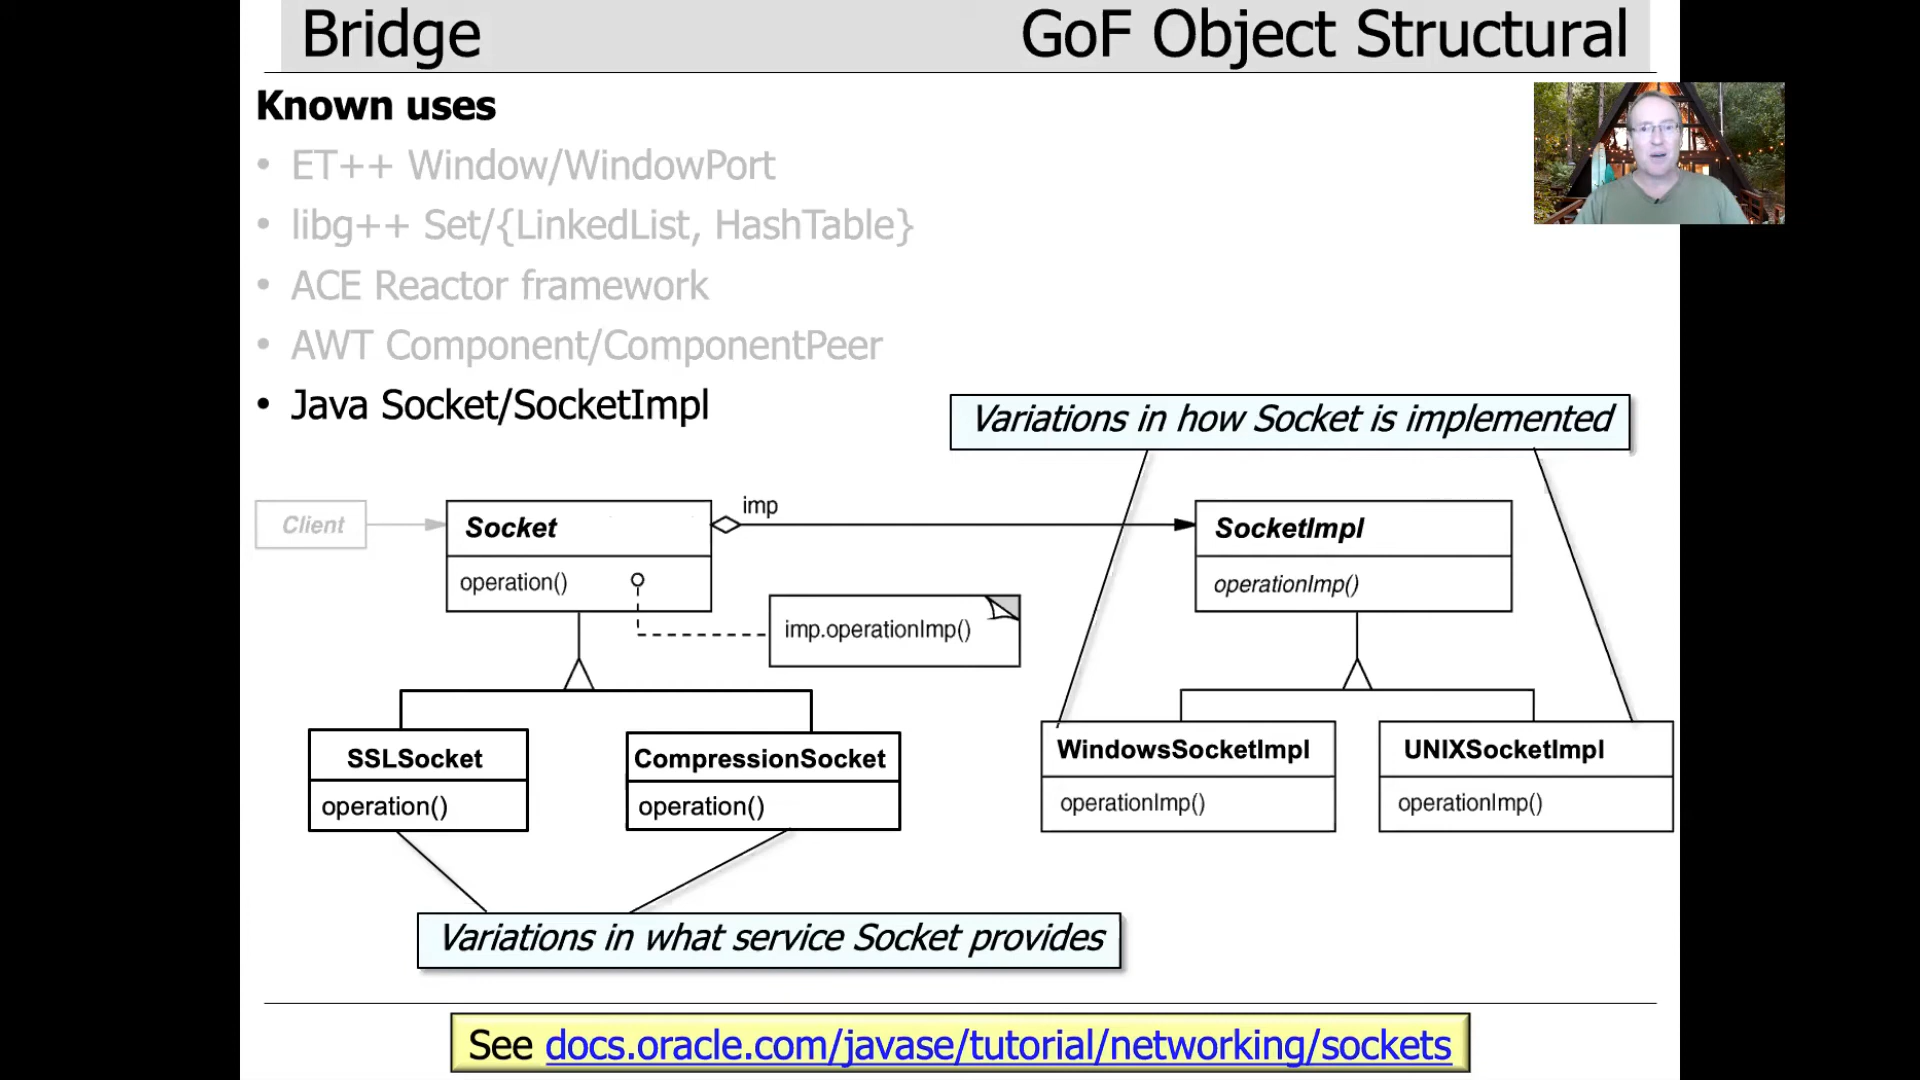 Bridge
GoF Object Structural
Known uses
• ET++ Window/WindowPort
• libg++ Set/{LinkedList, HashTable}
• ACE Reactor framework
• AWT Component/ComponentPeer
• Java Socket/SocketImpl
Variations in how Socket is implemented
Client
Socket
operation()
imp
imp.operationImp()
SocketImpl
operationImp()
SSLSocket
operation()
CompressionSocket
operation()
WindowsSocketImpl
operationImp()
UNIXSocketImpl
operationImp()
Variations in what service Socket provides
See docs.oracle.com/javase/tutorial/networking/sockets